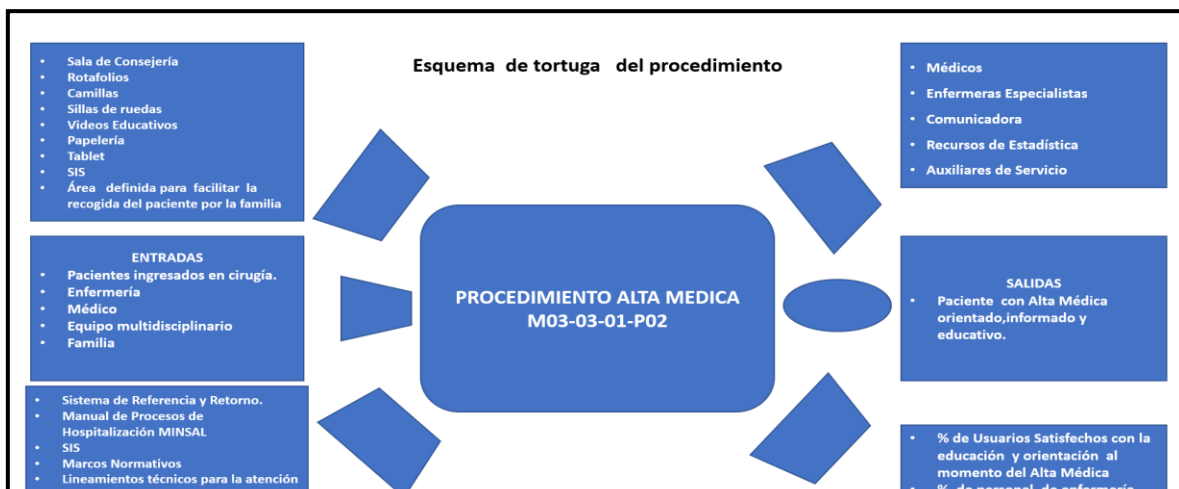 Esquema de tortuga del procedimiento
• Sala de Consejería
• Rotafolios
• Camillas
• Sillas de ruedas
• Videos Educativos
• Papelería
• Tablet
• SIS
• Área definida para facilitar la
recogida del paciente por la familia
• Médicos
• Enfermeras Especialistas
• Comunicadora
• Recursos de Estadística
• Auxiliares de Servicio
ENTRADAS
• Pacientes ingresados en cirugía.
• Enfermería
• Médico
• Equipo multidisciplinario
• Familia
PROCEDIMIENTO ALTA MEDICA
M03-03-01-P02
SALIDAS
• Paciente con Alta Médica
orientado,informado y
educativo.
• Sistema de Referencia y Retorno.
• Manual de Procesos de
Hospitalización MINSAL
• SIS
• Marcos Normativos
• Lineamientos técnicos para la atención
• % de Usuarios Satisfechos con la
educación y orientación al
momento del Alta Médica
• % de personal de enfermería